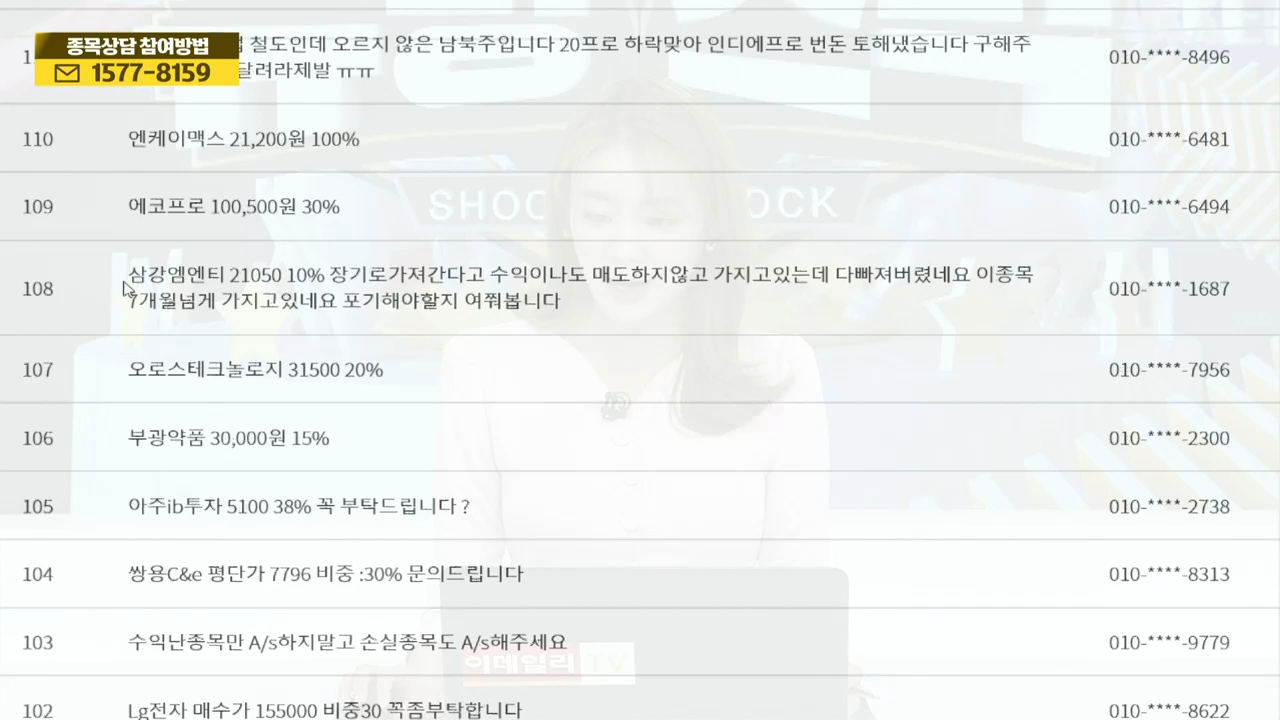 종목상담 참여방법
1577-8159
철도인데 오르지 않은 남북주입니다 20프로 하락맞아 인디에프로 번돈 토해냈습니다 구해주
달려라제발 ㅠㅠ
010-****-8496
110 엔케이맥스 21,200원 100% 010-****-6481
109 에코프로 100,500원 30% 010-****-6494
108 삼강엠엔티 21050 10% 장기로가져간다고 수익이나도 매도하지않고 가지고있는데 다빠져버렸네요 이종목
7개월넘게 가지고있네요 포기해야할지 여쭤봅니다
010-****-1687
107 오로스테크놀로지 31500 20% 010-****-7956
106 부광약품 30,000원 15% 010-****-2300
105 아주ib투자 5100 38% 꼭 부탁드립니다 ? 010-****-2738
104 쌍용C&e 평단가 7796 비중 :30% 문의드립니다 010-****-8313
103 수익난종목만 A/s하지말고 손실종목도 A/s해주세요 010-****-9779
이데일리 TV
102 Lg전자 매수가 155000 비중30 꼭좀부탁합니다 010-****-8622
SHOC
OCK